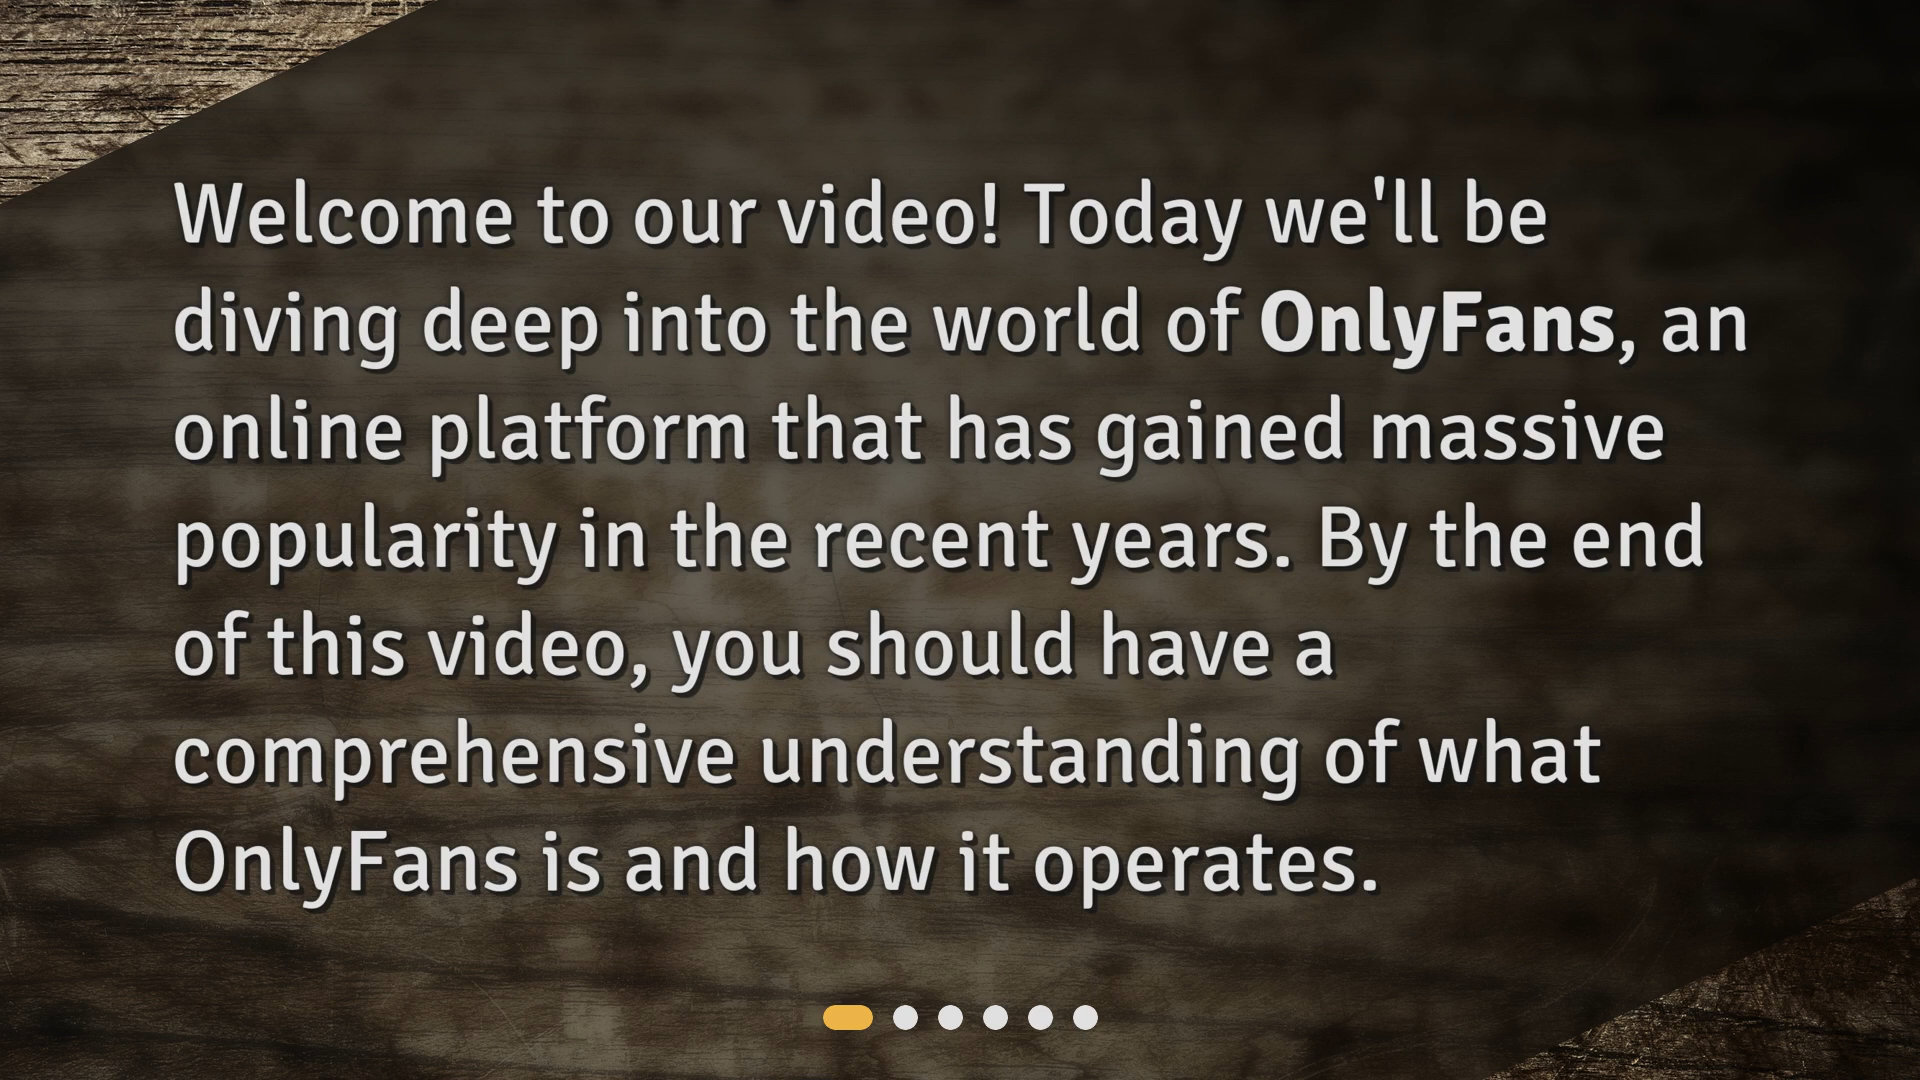 Welcome to our video! Today we'll be
diving deep into the world of OnlyFans, an
online platform that has gained massive
popularity in the recent years. By the end
of this video, you should have a
comprehensive understanding of what
OnlyFans is and how it operates.